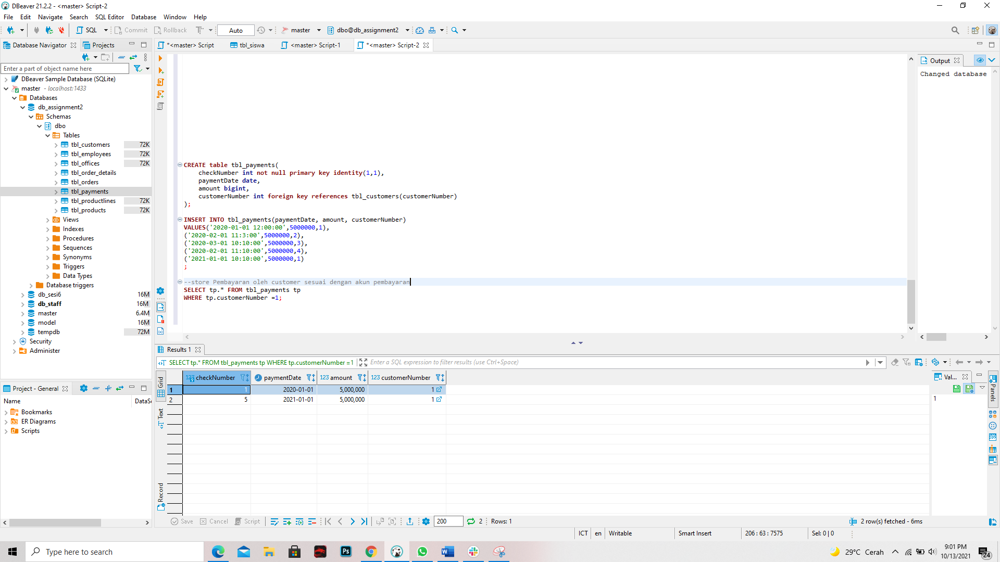 DBeaver 21.2.2 - <master> Script-2
File Edit Navigate Search SQL Editor Database Window Help
SQL Commit Rollback Auto master dbo@db_assignment2
Database Navigator Projects
*<master> Script tbl_siswa <master> Script-1 *<master> Script-2
Enter a part of object name here
DBeaver Sample Database (SQLite)
master - localhost:1433
Databases
db_assignment2
Schemas
dbo
Tables
tbl_customers 72K
tbl_employees 72K
tbl_offices 72K
tbl_order_details
tbl_orders
tbl_payments
tbl_productlines 72K
tbl_products 72K
Views
Indexes
Procedures
Sequences
Synonyms
Triggers
Data Types
Database triggers
db_sesi6 16M
db_staff 16M
master 6.4M
model 16M
tempdb 72M
Security
Administer
CREATE table tbl_payments(
checkNumber int not null primary key identity(1,1),
paymentDate date,
amount bigint,
customerNumber int foreign key references tbl_customers(customerNumber)
);
INSERT INTO tbl_payments(paymentDate, amount, customerNumber)
VALUES('2020-01-01 12:00:00',5000000,1),
('2020-02-01 11:3:00',5000000,2),
('2020-03-01 10:10:00',5000000,3),
('2020-02-01 11:10:00',5000000,4),
('2021-01-01 10:10:00',5000000,1)
;
--store Pembayaran oleh customer sesuai dengan akun pembayaran
SELECT tp.* FROM tbl_payments tp
WHERE tp.customerNumber =1;
Output
Changed database
Project - General
Name DataSo
Bookmarks
ER Diagrams
Scripts
Results 1
SELECT tp.* FROM tbl_payments tp WHERE tp.customerNumber =1 Enter a SQL expression to filter results (use Ctrl+Space)
Grid
Text
Record
123 checkNumber paymentDate 123 amount 123 customerNumber
1 1 2020-01-01 5,000,000 1
2 5 2021-01-01 5,000,000 1
Val...
1
Panels
Save Cancel Script 200 2 Rows: 1 2 row(s) fetched - 6ms
ICT en Writable Smart Insert 206 : 63 : 7575 Sel: 0 | 0
Type here to search
Ps
29°C Cerah
9:01 PM
10/13/2021
24